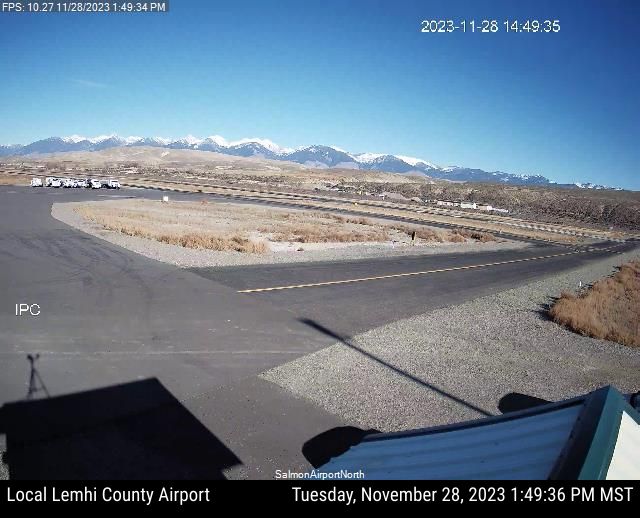 FPS: 10.27 11/28/2023 1:49:34 PM
2023-11-28 14:49:35
IPC
SalmonAirportNorth
Local Lemhi County Airport Tuesday, November 28, 2023 1:49:36 PM MST